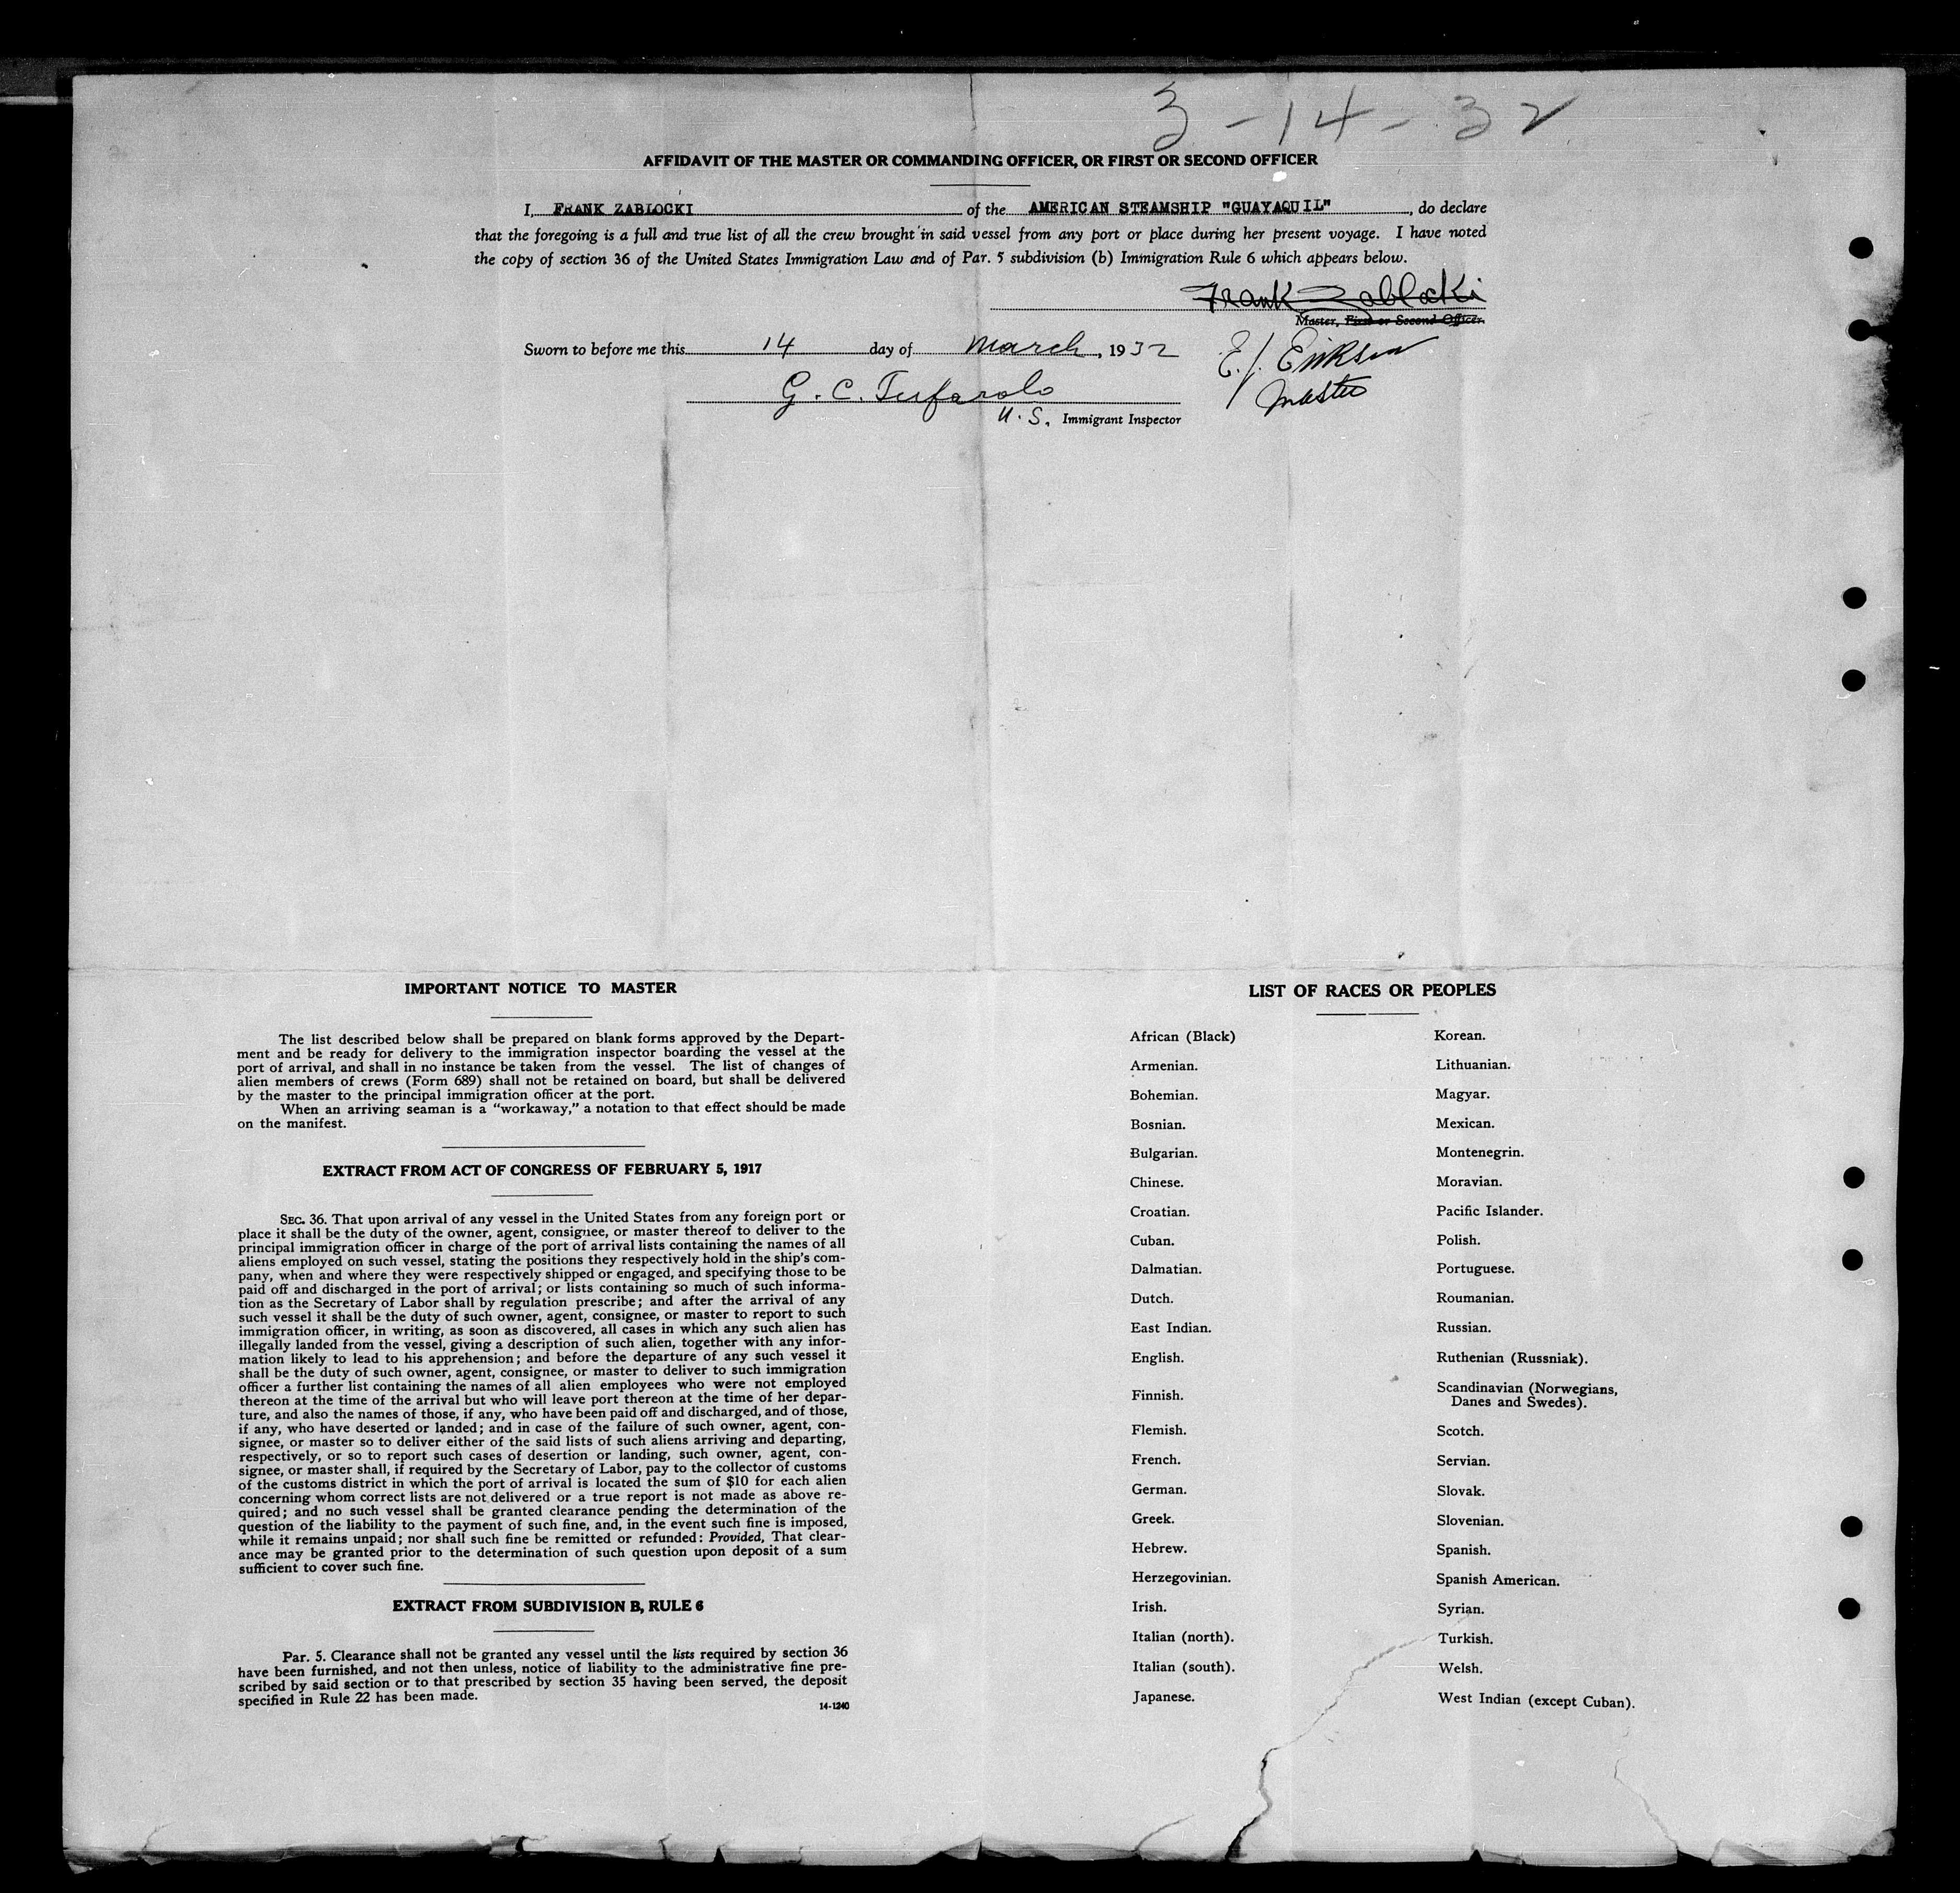 3-14-32
AFFIDAVIT OF THE MASTER OR COMMANDING OFFICER, OR FIRST OR SECOND OFFICER
I, FRANK ZABLOCKI of the AMERICAN STEAMSHIP "GUAYAQUIL", do declare
that the foregoing is a full and true list of all the crew brought in said vessel from any port or place during her present voyage. I have noted
the copy of section 36 of the United States Immigration Law and of Par. 5 subdivision (b) Immigration Rule 6 which appears below.
Frank Zablocki
Master, First or Second Officer.
Sworn to before me this 14 day of March, 1932
E.J. Erikson
Master
G. C. Tufarolo
U.S. Immigrant Inspector
IMPORTANT NOTICE TO MASTER
The list described below shall be prepared on blank forms approved by the Depart-
ment and be ready for delivery to the immigration inspector boarding the vessel at the
port of arrival, and shall in no instance be taken from the vessel. The list of changes of
alien members of crews (Form 689) shall not be retained on board, but shall be delivered
by the master to the principal immigration officer at the port.
When an arriving seaman is a "workaway," a notation to that effect should be made
on the manifest.
EXTRACT FROM ACT OF CONGRESS OF FEBRUARY 5, 1917
SEC. 36. That upon arrival of any vessel in the United States from any foreign port or
place it shall be the duty of the owner, agent, consignee, or master thereof to deliver to the
principal immigration officer in charge of the port of arrival lists containing the names of all
aliens employed on such vessel, stating the positions they respectively hold in the ship's com-
pany, when and where they were respectively shipped or engaged, and specifying those to be
paid off and discharged in the port of arrival; or lists containing so much of such informa-
tion as the Secretary of Labor shall by regulation prescribe; and after the arrival of any
such vessel it shall be the duty of such owner, agent, consignee, or master to report to such
immigration officer, in writing, as soon as discovered, all cases in which any such alien has
illegally landed from the vessel, giving a description of such alien, together with any infor-
mation likely to lead to his apprehension; and before the departure of any such vessel it
shall be the duty of such owner, agent, consignee, or master to deliver to such immigration
officer a further list containing the names of all alien employees who were not employed
thereon at the time of the arrival but who will leave port thereon at the time of her depar-
ture, and also the names of those, if any, who have been paid off and discharged, and of those,
if any, who have deserted or landed; and in case of the failure of such owner, agent, con-
signee, or master so to deliver either of the said lists of such aliens arriving and departing,
respectively, or so to report such cases of desertion or landing, such owner, agent, con-
signee, or master shall, if required by the Secretary of Labor, pay to the collector of customs
of the customs district in which the port of arrival is located the sum of $10 for each alien
concerning whom correct lists are not delivered or a true report is not made as above re-
quired; and no such vessel shall be granted clearance pending the determination of the
question of the liability to the payment of such fine, and, in the event such fine is imposed,
while it remains unpaid; nor shall such fine be remitted or refunded: Provided, That clear-
ance may be granted prior to the determination of such question upon deposit of a sum
sufficient to cover such fine.
EXTRACT FROM SUBDIVISION B, RULE 6
Par. 5. Clearance shall not be granted any vessel until the lists required by section 36
have been furnished, and not then unless, notice of liability to the administrative fine pre-
scribed by said section or to that prescribed by section 35 having been served, the deposit
specified in Rule 22 has been made.
14-1240
LIST OF RACES OR PEOPLES
African (Black)
Armenian.
Bohemian.
Bosnian.
Bulgarian.
Chinese.
Croatian.
Cuban.
Dalmatian.
Dutch.
East Indian.
English.
Finnish.
Flemish.
French.
German.
Greek.
Hebrew.
Herzegovinian.
Irish.
Italian (north).
Italian (south).
Japanese.
Korean.
Lithuanian.
Magyar.
Mexican.
Montenegrin.
Moravian.
Pacific Islander.
Polish.
Portuguese.
Roumanian.
Russian.
Ruthenian (Russniak).
Scandinavian (Norwegians,
Danes and Swedes).
Scotch.
Servian.
Slovak.
Slovenian.
Spanish.
Spanish American.
Syrian.
Turkish.
Welsh.
West Indian (except Cuban).